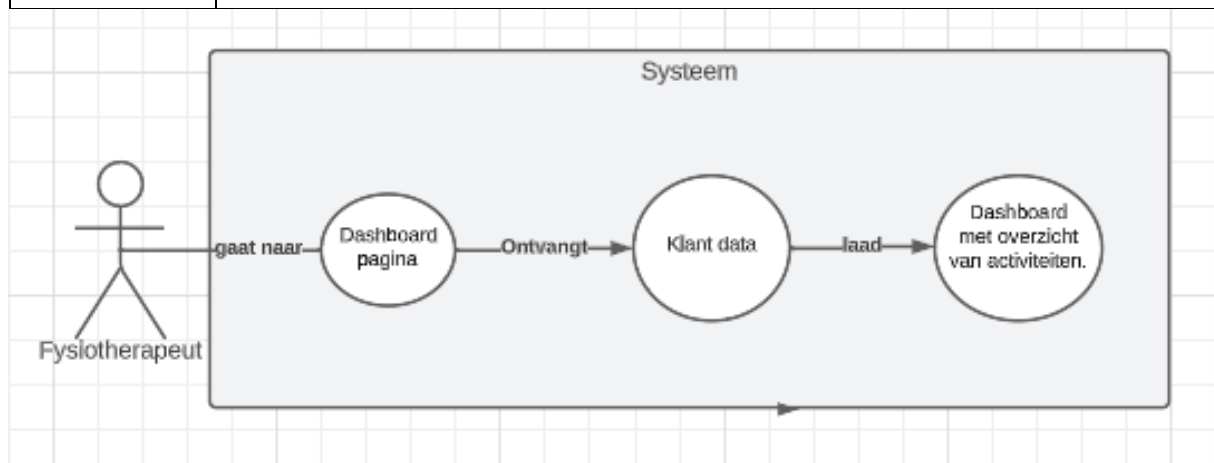 Systeem
gaat naar
Dashboard
pagina
Ontvangt
Klant data
laad
Dashboard
met overzicht
van activiteiten.
Fysiotherapeut